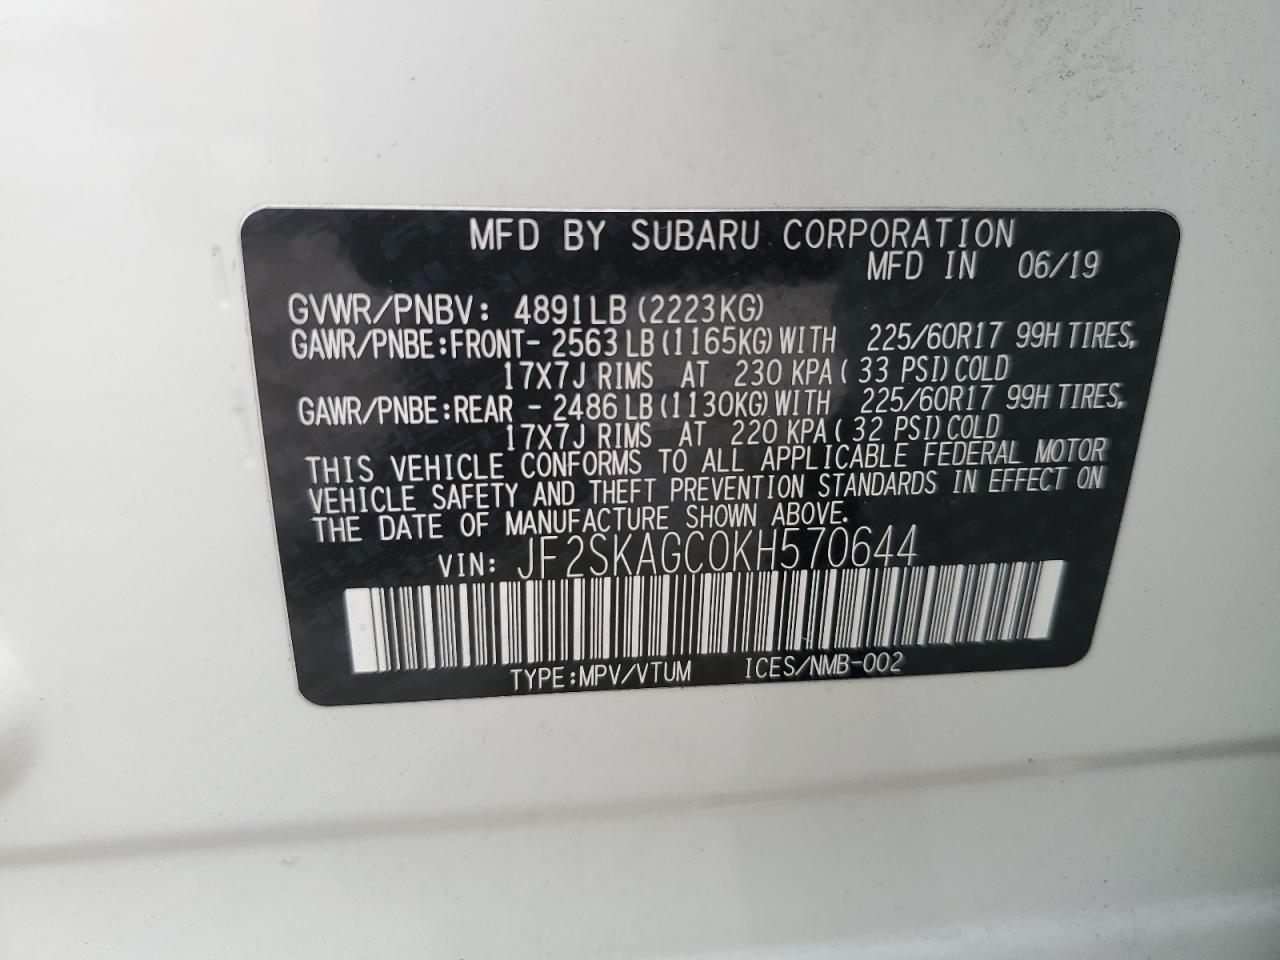 MFD BY SUBARU CORPORATION
MFD IN 06/19
GVWR/PNBV: 4891LB (2223KG)
GAWR/PNBE:FRONT- 2563 LB (1165KG) WITH 225/60R17 99H TIRES,
17X7J RIMS AT 230 KPA ( 33 PSI) COLD
GAWR/PNBE:REAR - 2486 LB (1130KG) WITH 225/60R17 99H TIRES,
17X7J RIMS AT 220 KPA ( 32 PSI) COLD
THIS VEHICLE CONFORMS TO ALL APPLICABLE FEDERAL MOTOR
VEHICLE SAFETY AND THEFT PREVENTION STANDARDS IN EFFECT ON
THE DATE OF MANUFACTURE SHOWN ABOVE.
VIN: JF2SKAGC0KH570644
TYPE:MPV/VTUM ICES/NMB-002